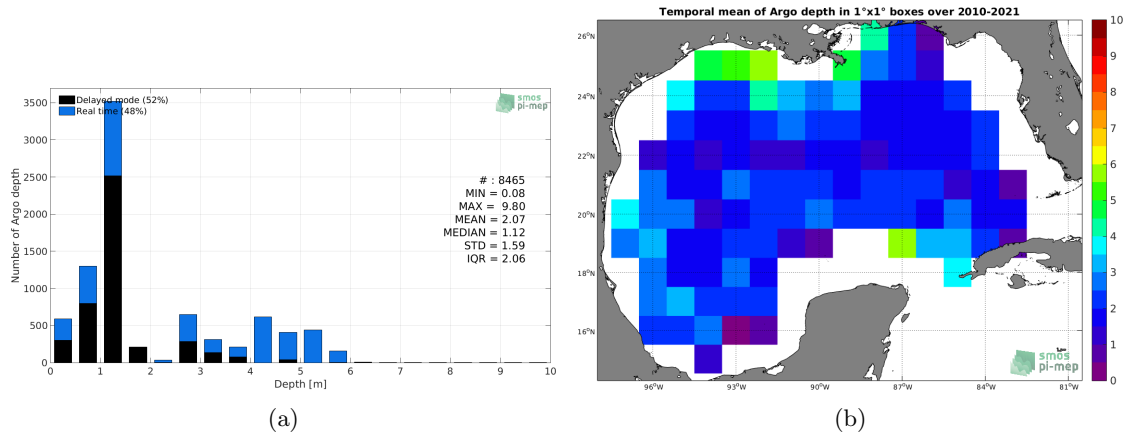 Delayed mode (52%)
Real time (48%)
smos
pi-mep
3500
3000
2500
2000
1500
1000
500
0
Number of Argo depth
# : 8465
MIN = 0.08
MAX = 9.80
MEAN = 2.07
MEDIAN = 1.12
STD = 1.59
IQR = 2.06
0 1 2 3 4 5 6 7 8 9 10
Depth [m]
(a)
Temporal mean of Argo depth in 1°x1° boxes over 2010-2021
26°N
24°N
22°N
20°N
18°N
16°N
96°W 93°W 90°W 87°W 84°W 81°W
smos
pi-mep
10
9
8
7
6
5
4
3
2
1
0
(b)